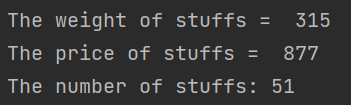 The weight of stuffs =  315
The price of stuffs =  877
The number of stuffs: 51